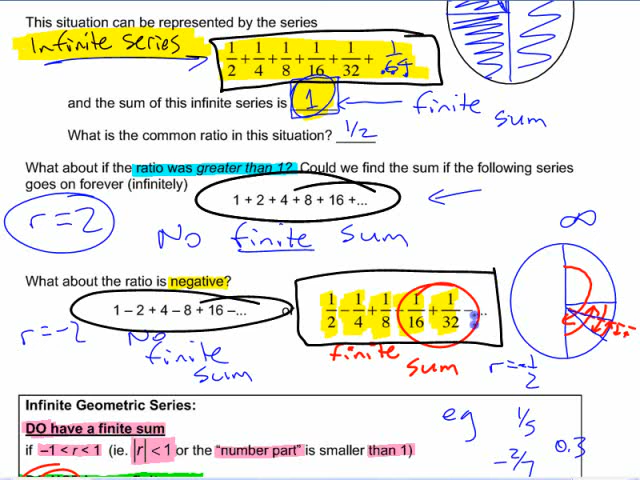 This situation can be represented by the series
Infinite series
1/2 + 1/4 + 1/8 + 1/16 + 1/32 + 1/64
and the sum of this infinite series is 1 finite sum
What is the common ratio in this situation? 1/2
What about if the ratio was greater than 1? Could we find the sum if the following series
goes on forever (infinitely)
1 + 2 + 4 + 8 + 16 +...
r = 2
No finite sum
∞
What about the ratio is negative?
1 – 2 + 4 – 8 + 16 –... or 1/2 − 1/4 + 1/8 − 1/16 + 1/32 − ...
r = -2
No finite sum
finite sum
r = -1/2
Infinite Geometric Series:
DO have a finite sum
if –1 < r < 1 (ie. |r| < 1 or the "number part" is smaller than 1)
eg 1/5
-2/7
0.3